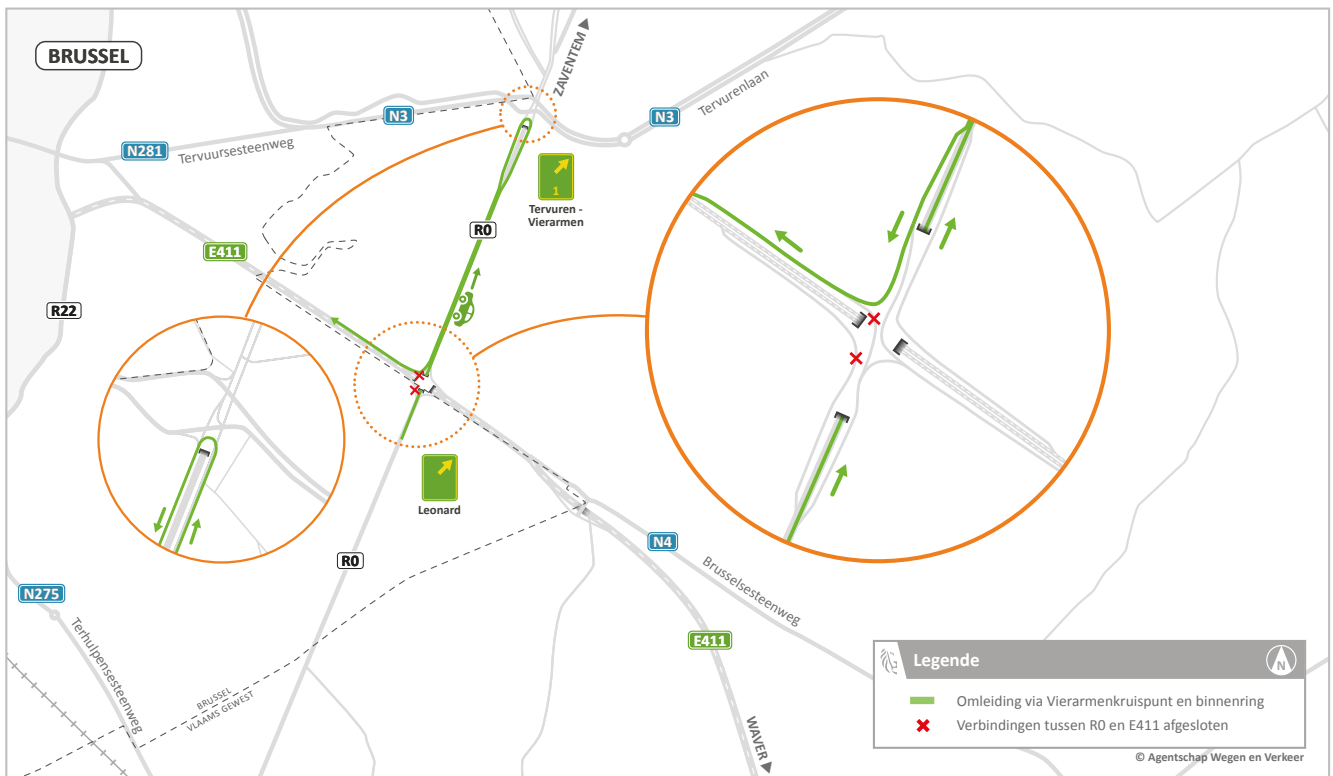 BRUSSEL
ZAVENTEM
N3
N3
Tervurenlaan
N281
Tervuursesteenweg
1
Tervuren -
Vierarmen
R0
E411
R22
Leonard
R0
N4
Brusselsesteenweg
N275
Terhulpensesteenweg
E411
BRUSSEL
VLAAMS GEWEST
WAVER
Legende
N
Omleiding via Vierarmenkruispunt en binnenring
Verbindingen tussen R0 en E411 afgesloten
© Agentschap Wegen en Verkeer